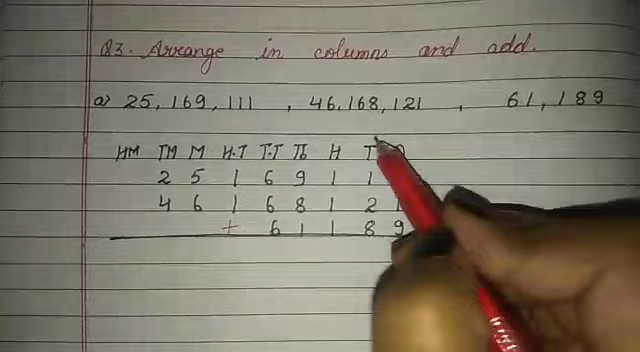 Q3. Arrange in columns and add.
a) 25,169,111 , 46,168,121 , 61,189
HM TM M H.T T.T Th H T O
2 5 1 6 9 1 1
4 6 1 6 8 1 2 1
+ 6 1 1 8 9